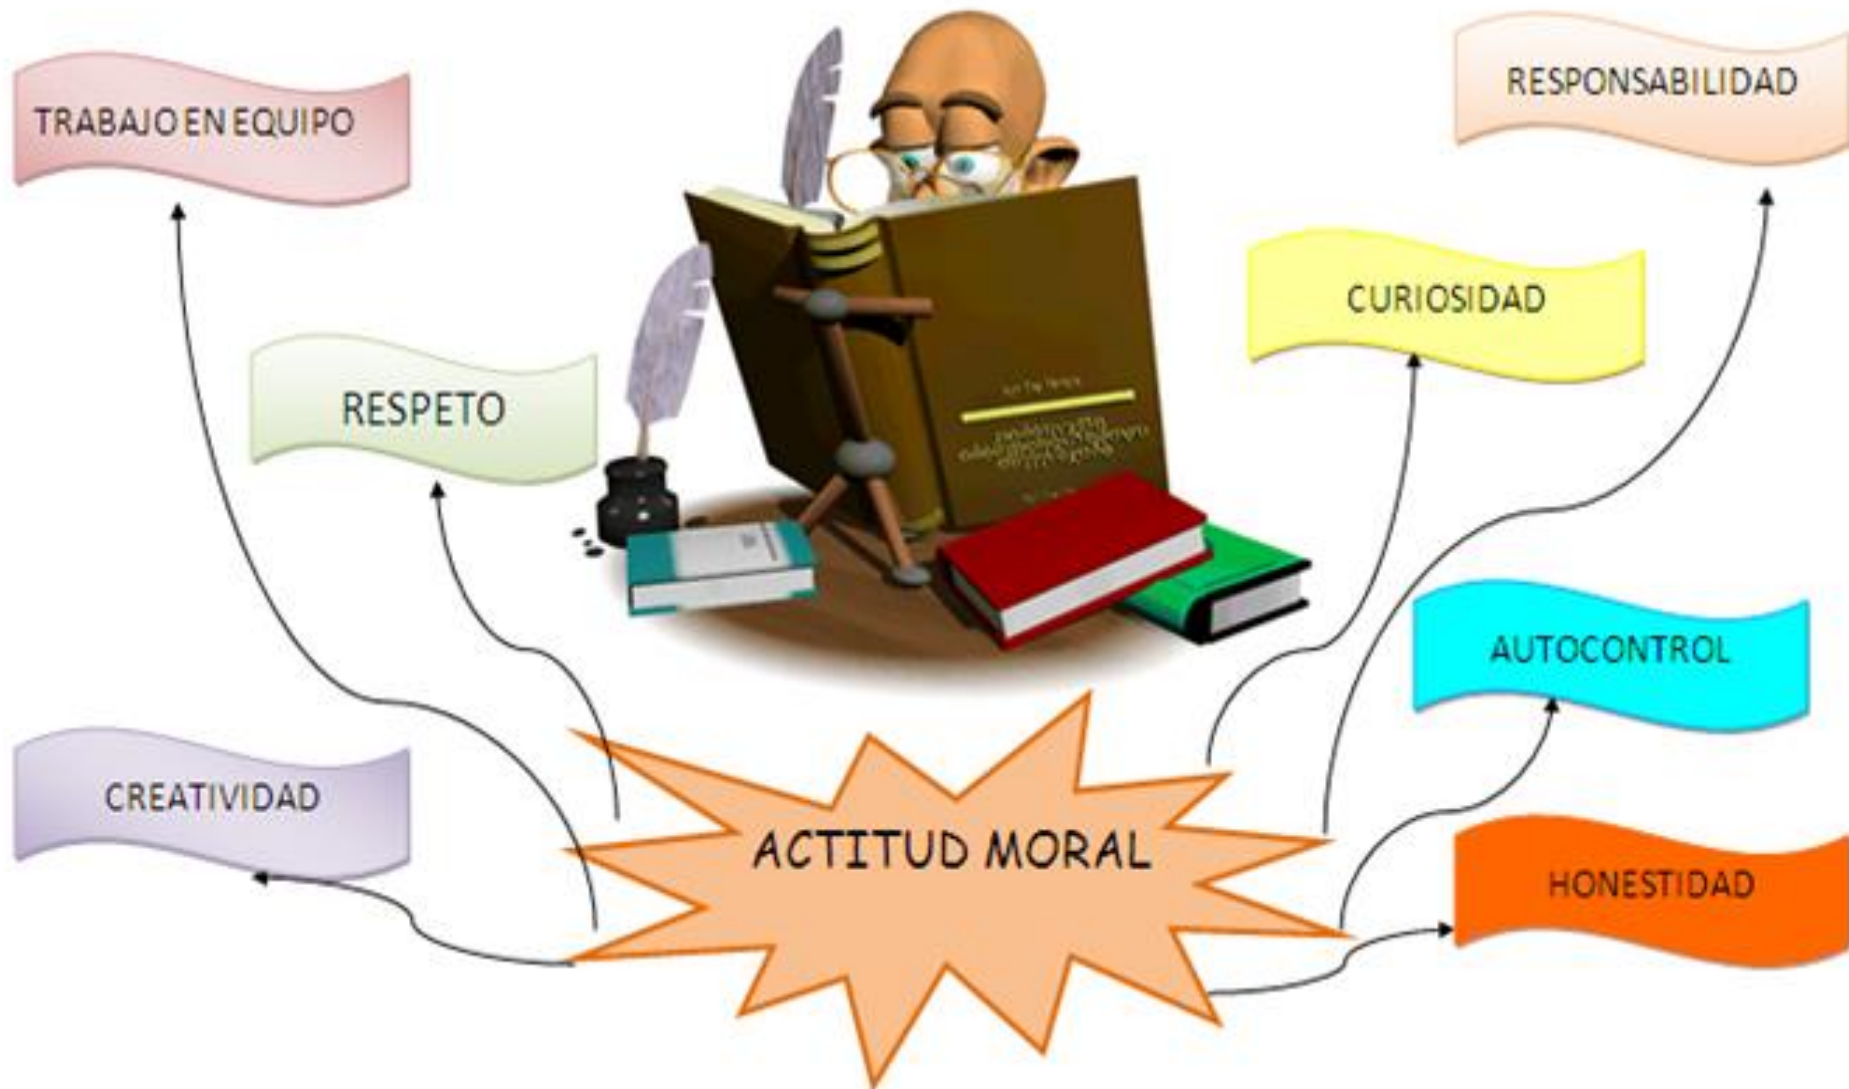 TRABAJO EN EQUIPO
RESPONSABILIDAD
CURIOSIDAD
RESPETO
AUTOCONTROL
CREATIVIDAD
ACTITUD MORAL
HONESTIDAD